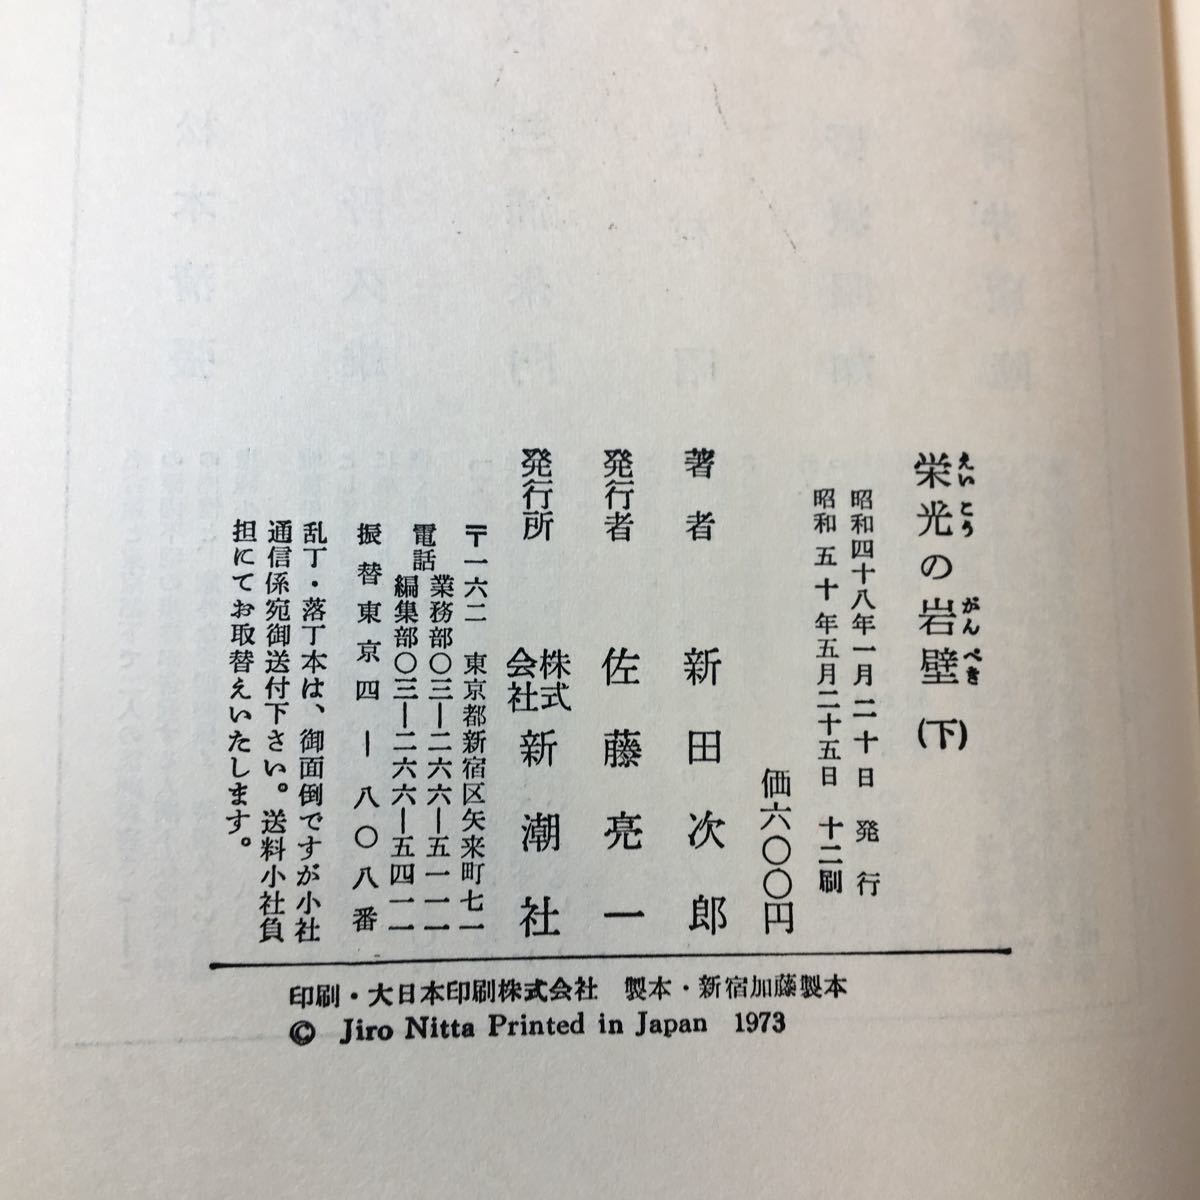 栄光の岩壁 (下)
えいこう がんぺき
昭和四十八年一月二十日 発行
昭和五十年五月二十五日 十二刷
価六〇〇円
著者 新田次郎
発行者 佐藤亮一
発行所 株式会社 新潮社
〒一六二 東京都新宿区矢来町七一
電話 業務部〇三―二六六―五一一一
編集部〇三―二六六―五四一一
振替東京四―八〇八番
乱丁・落丁本は、御面倒ですが小社
通信係宛御送付下さい。送料小社負
担にてお取替えいたします。
印刷・大日本印刷株式会社 製本・新宿加藤製本
© Jiro Nitta Printed in Japan 1973